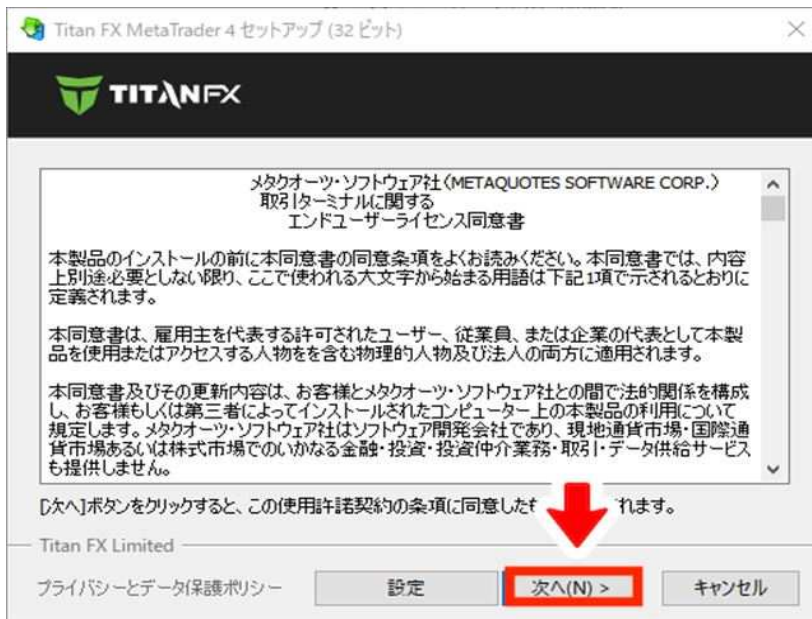 Titan FX MetaTrader 4 セットアップ (32 ビット)
TITANFX
メタクオーツ・ソフトウェア社(METAQUOTES SOFTWARE CORP.)
取引ターミナルに関する
エンドユーザーライセンス同意書
本製品のインストールの前に本同意書の同意条項をよくお読みください。本同意書では、内容
上別途必要としない限り、ここで使われる大文字から始まる用語は下記1項で示されるとおりに
定義されます。
本同意書は、雇用主を代表する許可されたユーザー、従業員、または企業の代表として本製
品を使用またはアクセスする人物をを含む物理的人物及び法人の両方に適用されます。
本同意書及びその更新内容は、お客様とメタクオーツ・ソフトウェア社との間で法的関係を構成
し、お客様もしくは第三者によってインストールされたコンピューター上の本製品の利用について
規定します。メタクオーツ・ソフトウェア社はソフトウェア開発会社であり、現地通貨市場・国際通
貨市場あるいは株式市場でのいかなる金融・投資・投資仲介業務・取引・データ供給サービス
も提供しません。
[次へ]ボタンをクリックすると、この使用許諾契約の条項に同意した れます。
Titan FX Limited
プライバシーとデータ保護ポリシー
設定
次へ(N) >
キャンセル